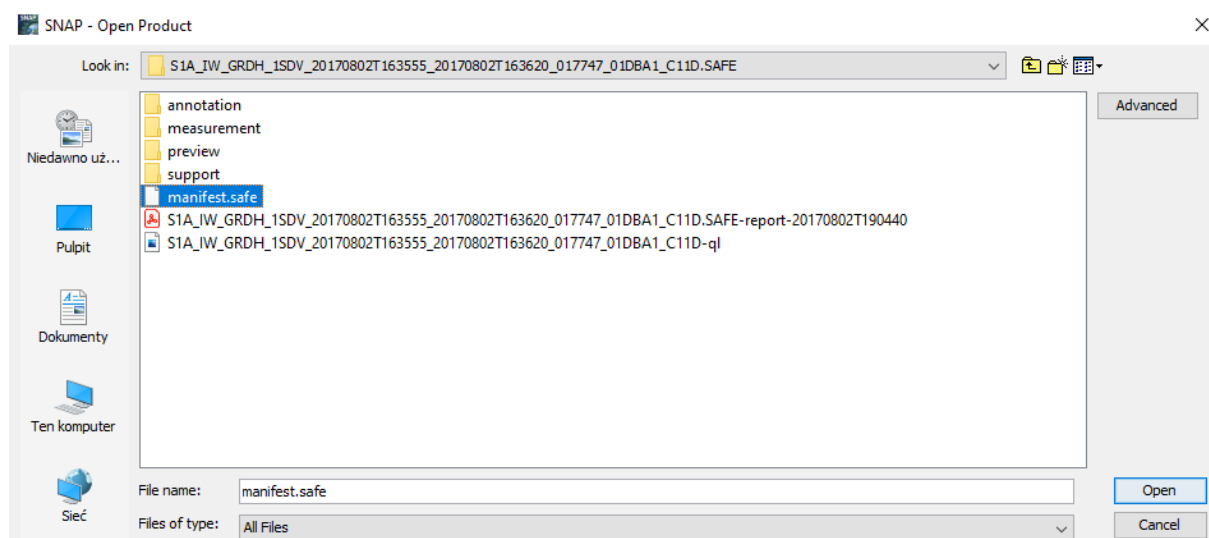 SNAP - Open Product
Look in: S1A_IW_GRDH_1SDV_20170802T163555_20170802T163620_017747_01DBA1_C11D.SAFE
Advanced
annotation
measurement
preview
support
manifest.safe
S1A_IW_GRDH_1SDV_20170802T163555_20170802T163620_017747_01DBA1_C11D.SAFE-report-20170802T190440
S1A_IW_GRDH_1SDV_20170802T163555_20170802T163620_017747_01DBA1_C11D-ql
Niedawno uż...
Pulpit
Dokumenty
Ten komputer
Sieć
File name: manifest.safe
Open
Files of type: All Files
Cancel